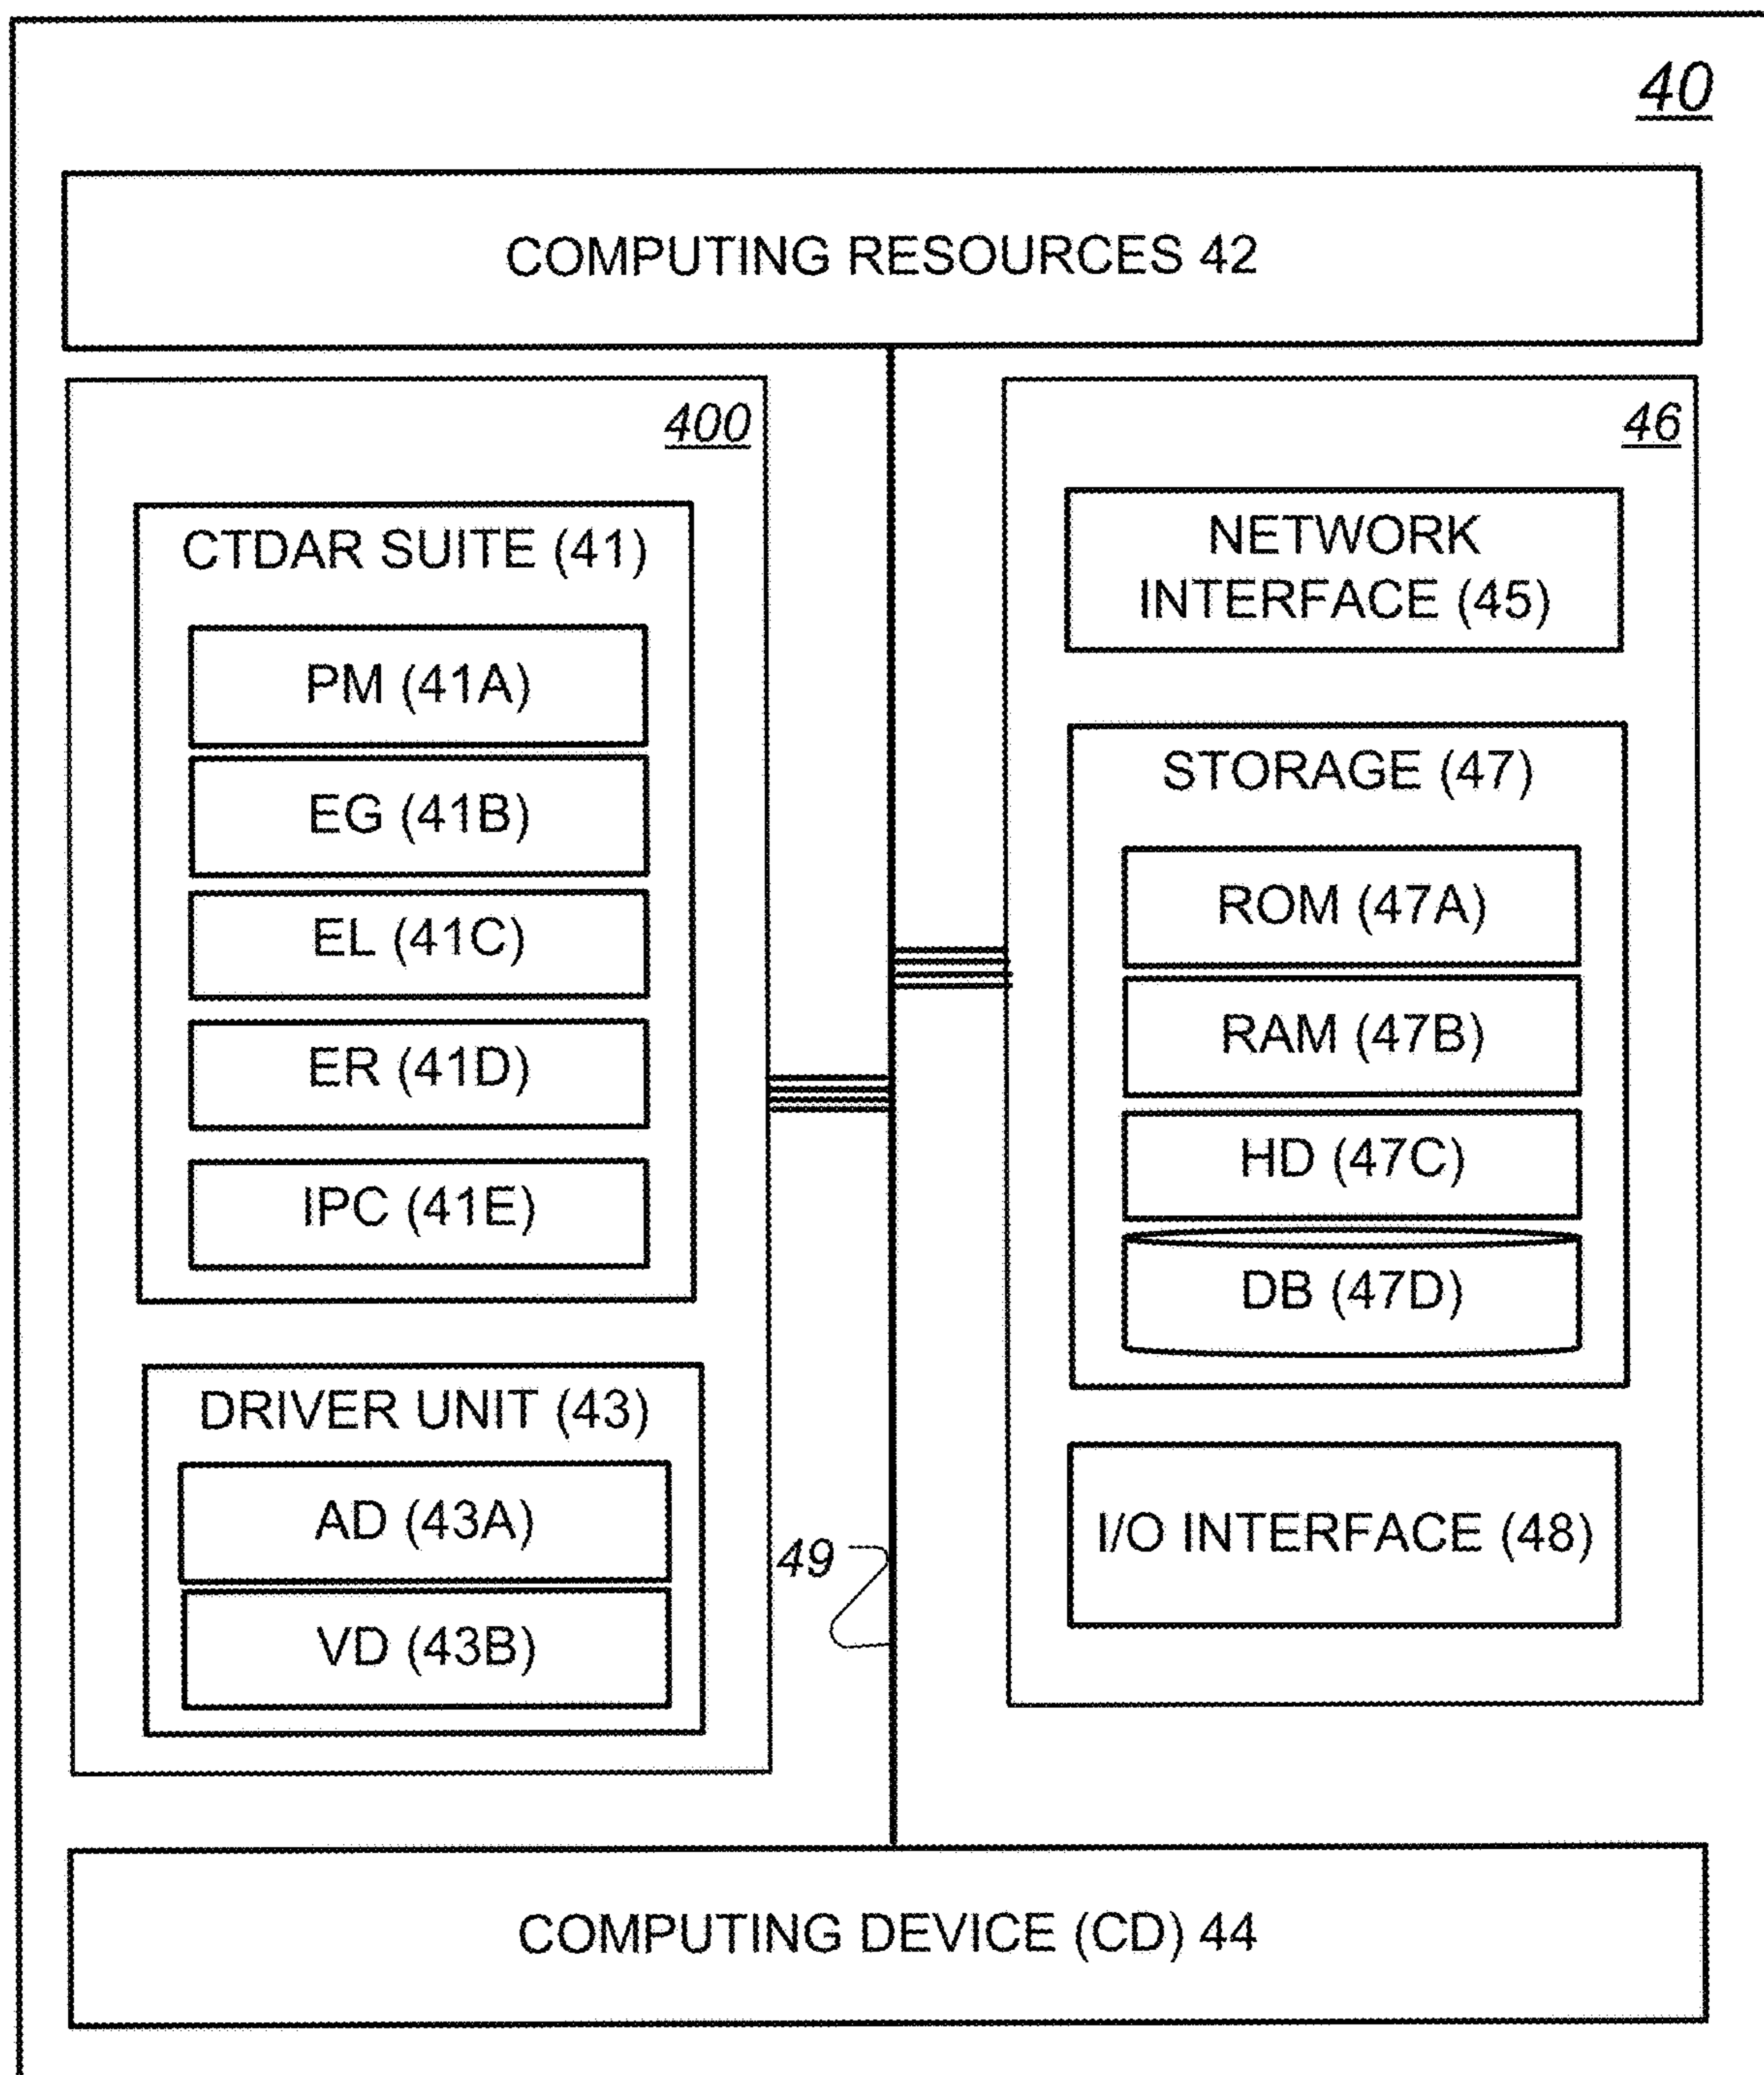 40
COMPUTING RESOURCES 42
400
CTDAR SUITE (41)
PM (41A)
EG (41B)
EL (41C)
ER (41D)
IPC (41E)
DRIVER UNIT (43)
AD (43A)
VD (43B)
49
46
NETWORK
INTERFACE (45)
STORAGE (47)
ROM (47A)
RAM (47B)
HD (47C)
DB (47D)
I/O INTERFACE (48)
COMPUTING DEVICE (CD) 44